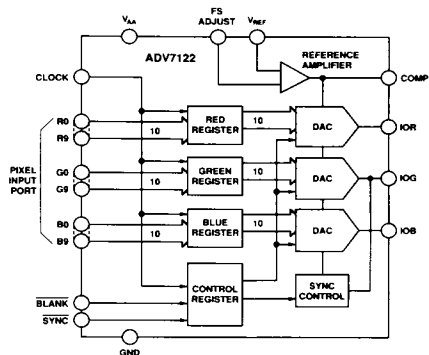 FS
ADJUST
VAA
VREF
ADV7122
REFERENCE
AMPLIFIER
CLOCK
COMP
R0
R9
10
RED
REGISTER
10
DAC
IOR
PIXEL
INPUT
PORT
G0
G9
10
GREEN
REGISTER
10
DAC
IOG
B0
B9
10
BLUE
REGISTER
10
DAC
IOB
CONTROL
REGISTER
SYNC
CONTROL
BLANK
SYNC
GND